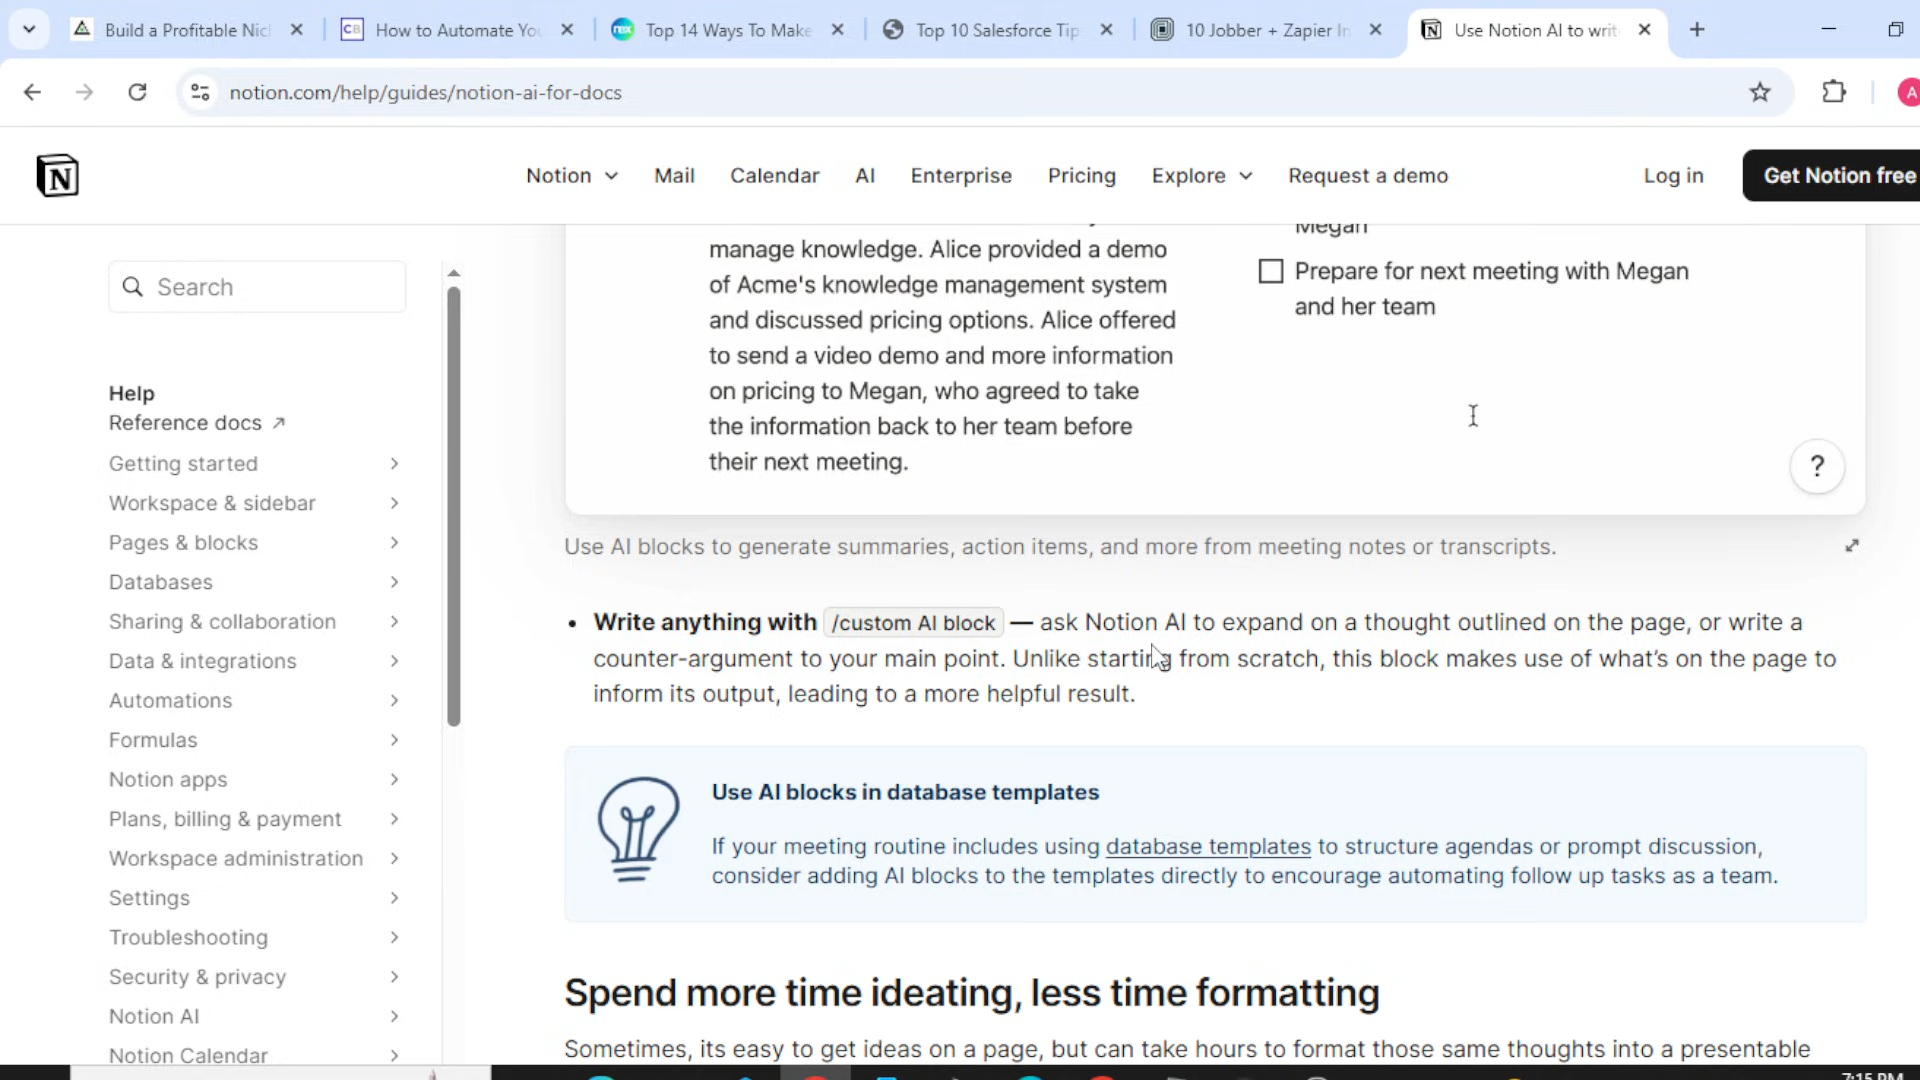 Build a Profitable Nic
CB How to Automate Yo
nex Top 14 Ways To Make
Top 10 Salesforce Tip
10 Jobber + Zapier In
N Use Notion AI to writ
notion.com/help/guides/notion-ai-for-docs
A
N
Notion
Mail
Calendar
AI
Enterprise
Pricing
Explore
Request a demo
Log in
Get Notion free
Search
Help
Reference docs ↗
Getting started
Workspace & sidebar
Pages & blocks
Databases
Sharing & collaboration
Data & integrations
Automations
Formulas
Notion apps
Plans, billing & payment
Workspace administration
Settings
Troubleshooting
Security & privacy
Notion AI
Notion Calendar
manage knowledge. Alice provided a demo
of Acme's knowledge management system
and discussed pricing options. Alice offered
to send a video demo and more information
on pricing to Megan, who agreed to take
the information back to her team before
their next meeting.
Megan
Prepare for next meeting with Megan
and her team
?
Use AI blocks to generate summaries, action items, and more from meeting notes or transcripts.
• Write anything with /custom AI block — ask Notion AI to expand on a thought outlined on the page, or write a
counter-argument to your main point. Unlike starting from scratch, this block makes use of what's on the page to
inform its output, leading to a more helpful result.
Use AI blocks in database templates
If your meeting routine includes using database templates to structure agendas or prompt discussion,
consider adding AI blocks to the templates directly to encourage automating follow up tasks as a team.
Spend more time ideating, less time formatting
Sometimes, its easy to get ideas on a page, but can take hours to format those same thoughts into a presentable
7:15 PM